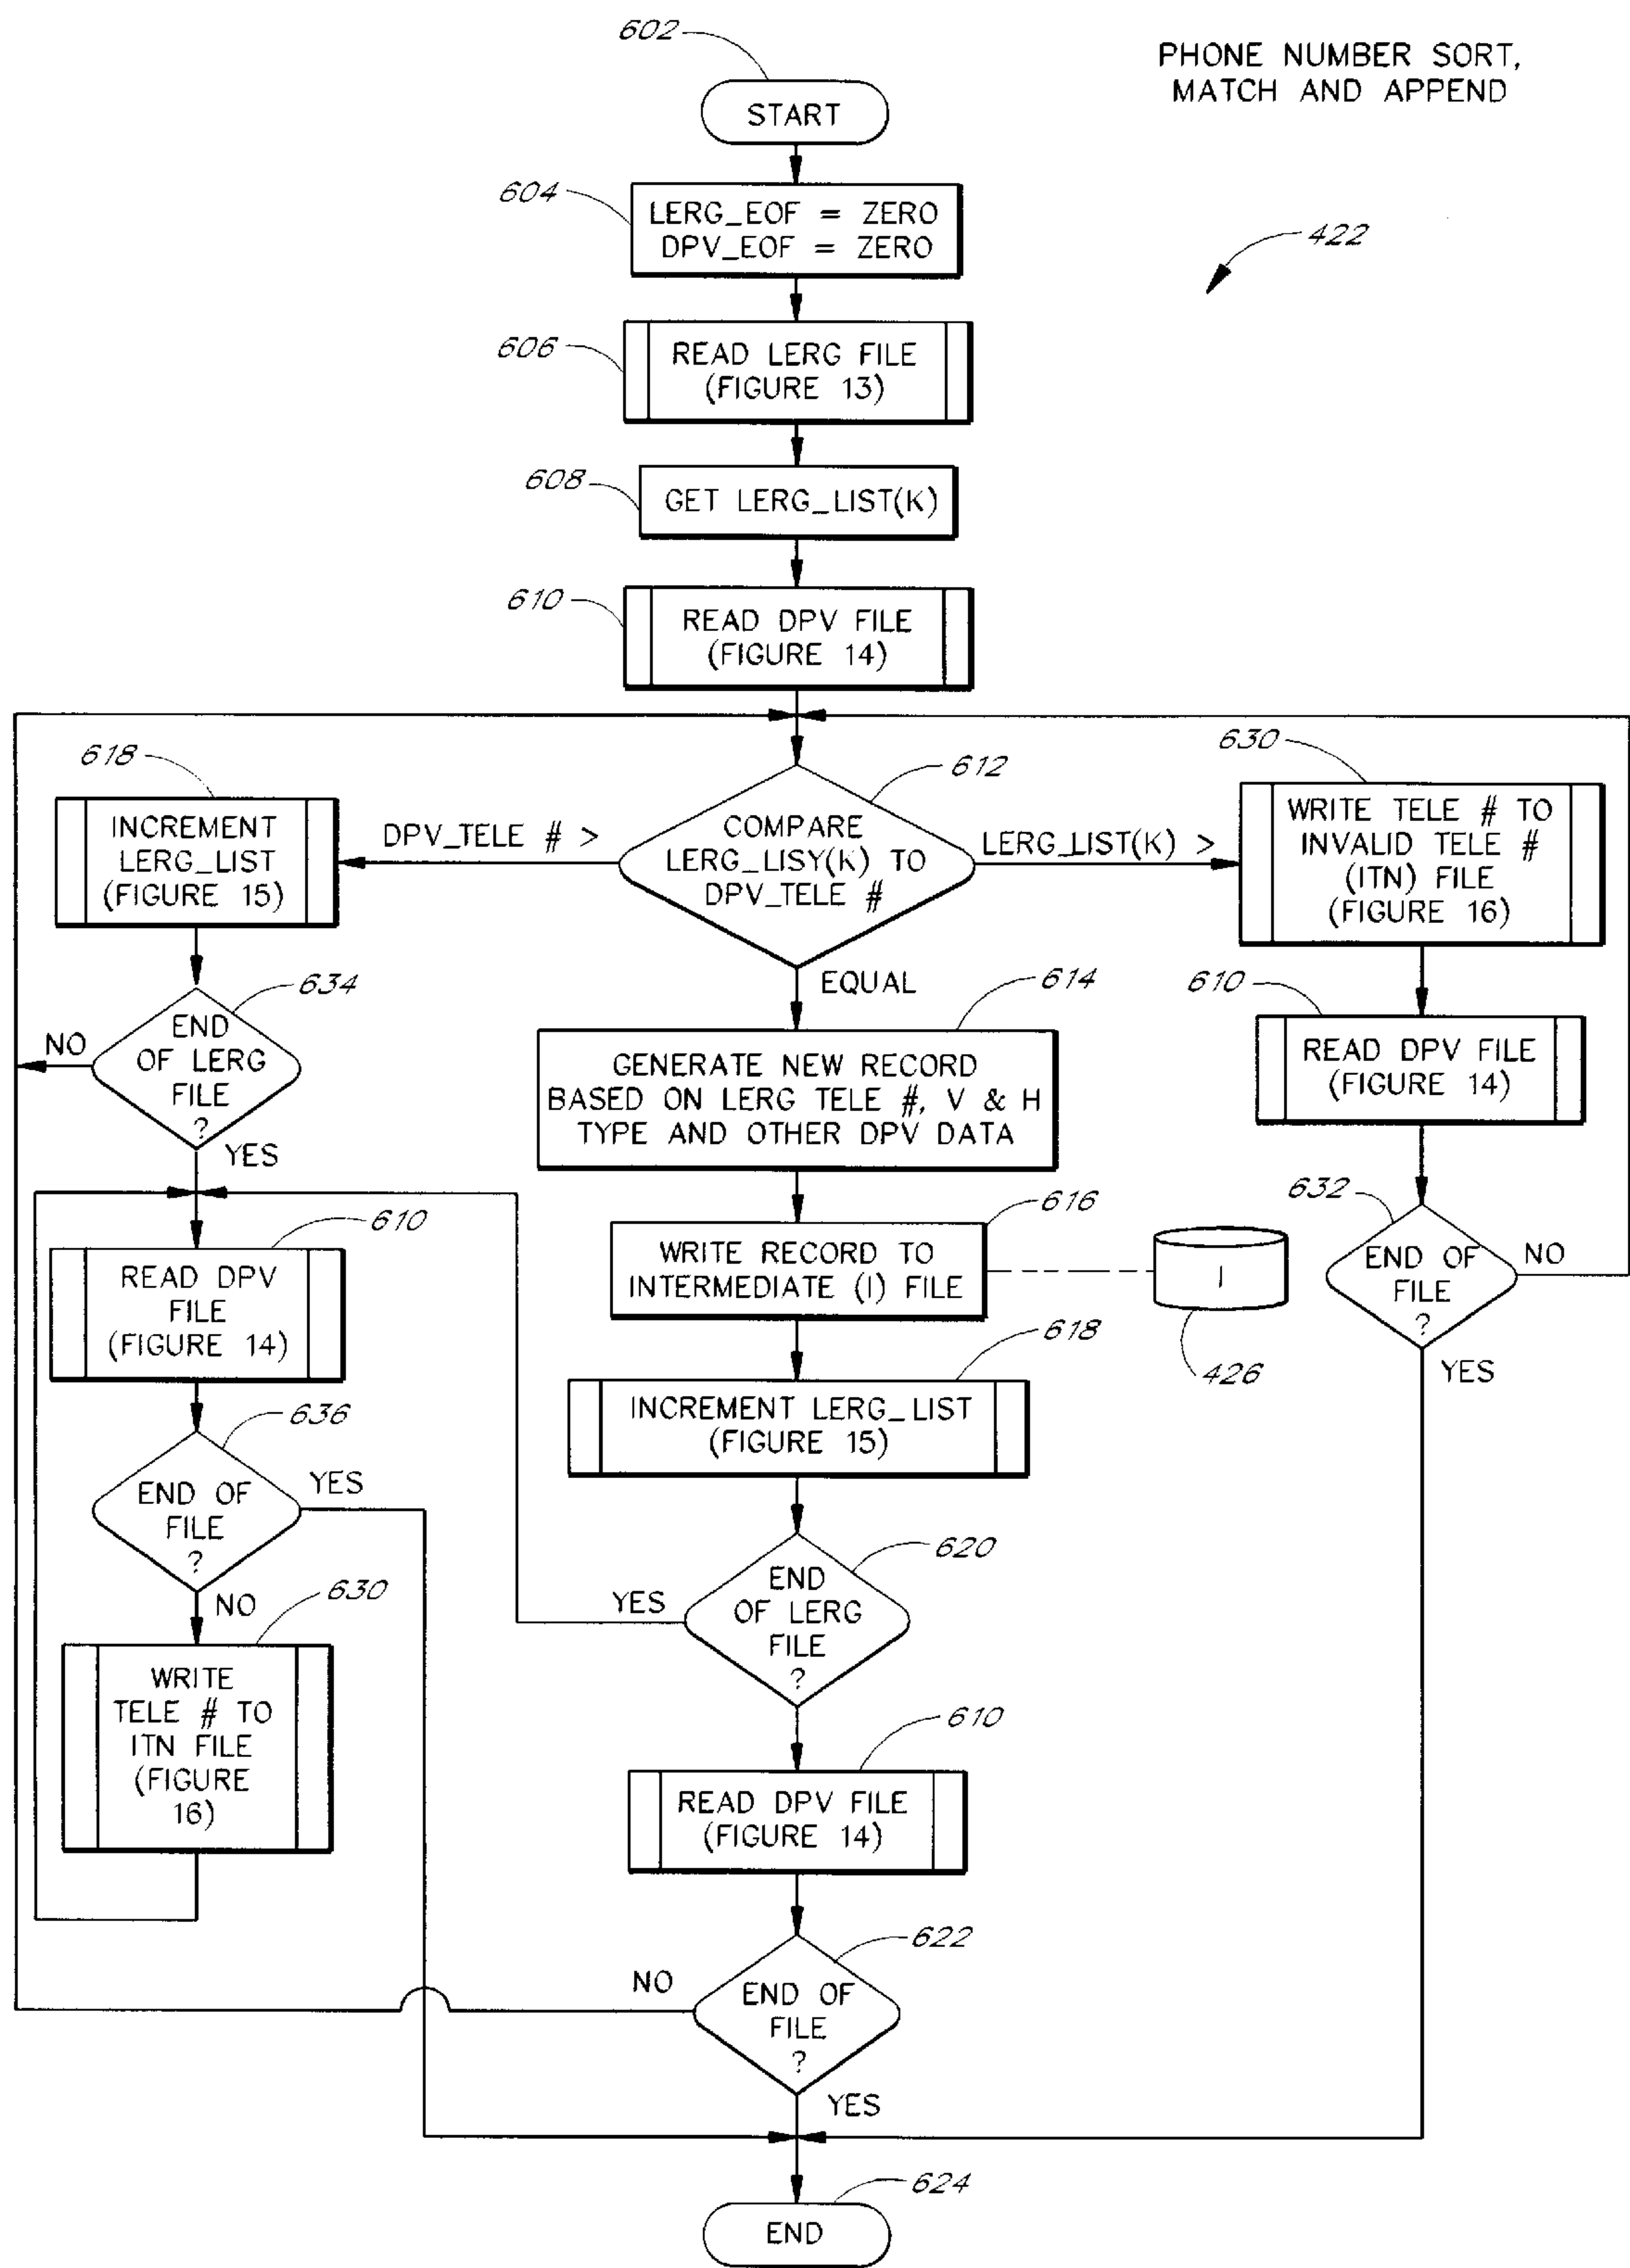 PHONE NUMBER SORT,
MATCH AND APPEND
422
602
START
604
LERG_EOF = ZERO
DPV_EOF = ZERO
606
READ LERG FILE
(FIGURE 13)
608
GET LERG_LIST(K)
610
READ DPV FILE
(FIGURE 14)
612
COMPARE
LERG_LISY(K) TO
DPV_TELE #
DPV_TELE # >
LERG_LIST(K) >
EQUAL
618
INCREMENT
LERG_LIST
(FIGURE 15)
634
END
OF LERG
FILE
?
NO
YES
610
READ DPV
FILE
(FIGURE 14)
636
END OF
FILE
?
YES
NO
630
WRITE
TELE # TO
ITN FILE
(FIGURE
16)
614
GENERATE NEW RECORD
BASED ON LERG TELE #, V & H
TYPE AND OTHER DPV DATA
616
WRITE RECORD TO
INTERMEDIATE (I) FILE
I
426
618
INCREMENT LERG_LIST
(FIGURE 15)
620
END
OF LERG
FILE
?
YES
610
READ DPV FILE
(FIGURE 14)
622
END OF
FILE
?
NO
YES
630
WRITE TELE # TO
INVALID TELE #
(ITN) FILE
(FIGURE 16)
610
READ DPV FILE
(FIGURE 14)
632
END OF
FILE
?
NO
YES
624
END